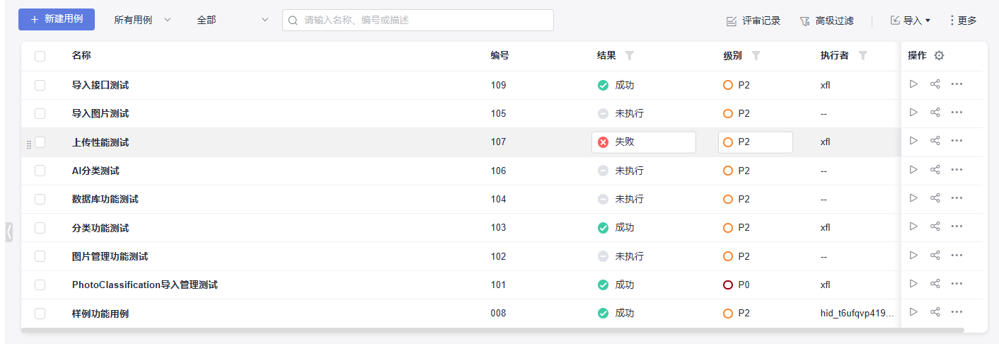 + 新建用例 所有用例 全部 请输入名称、编号或描述 评审记录 高级过滤 导入 更多
名称 编号 结果 级别 执行者 操作
导入接口测试 109 成功 P2 xfl
导入图片测试 105 未执行 P2 --
上传性能测试 107 失败 P2 xfl
AI分类测试 106 未执行 P2 --
数据库功能测试 104 未执行 P2 --
分类功能测试 103 成功 P2 xfl
图片管理功能测试 102 未执行 P2 --
PhotoClassification导入管理测试 101 成功 P0 xfl
样例功能用例 008 成功 P2 hid_t6ufqvp419...